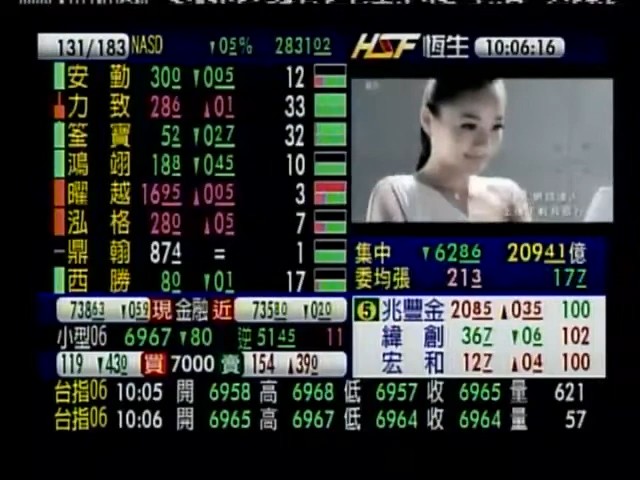 131/183 NASD ▼05% 283102 HSF 恆生 10:06:16
安勤 300 ▼005 12
力致 286 ▲01 33
荃寶 52 ▼027 32
鴻翊 188 ▼045 10
曜越 1695 ▲005 3
泓格 280 ▲05 7
鼎翰 874 = 1
西勝 80 ▼01 17
集中 ▼6286 20941億
委均張 213 177
73863 ▼059 現 金融 近 73580 ▼020
小型06 6967 ▼80 逆5145 11
119 ▼430 買 7000 賣 154 ▲390
5 兆豐金 2085 ▲035 100
緯創 367 ▼06 102
宏和 127 ▲04 100
台指06 10:05 開 6958 高 6968 低 6957 收 6965 量 621
台指06 10:06 開 6965 高 6967 低 6964 收 6964 量 57